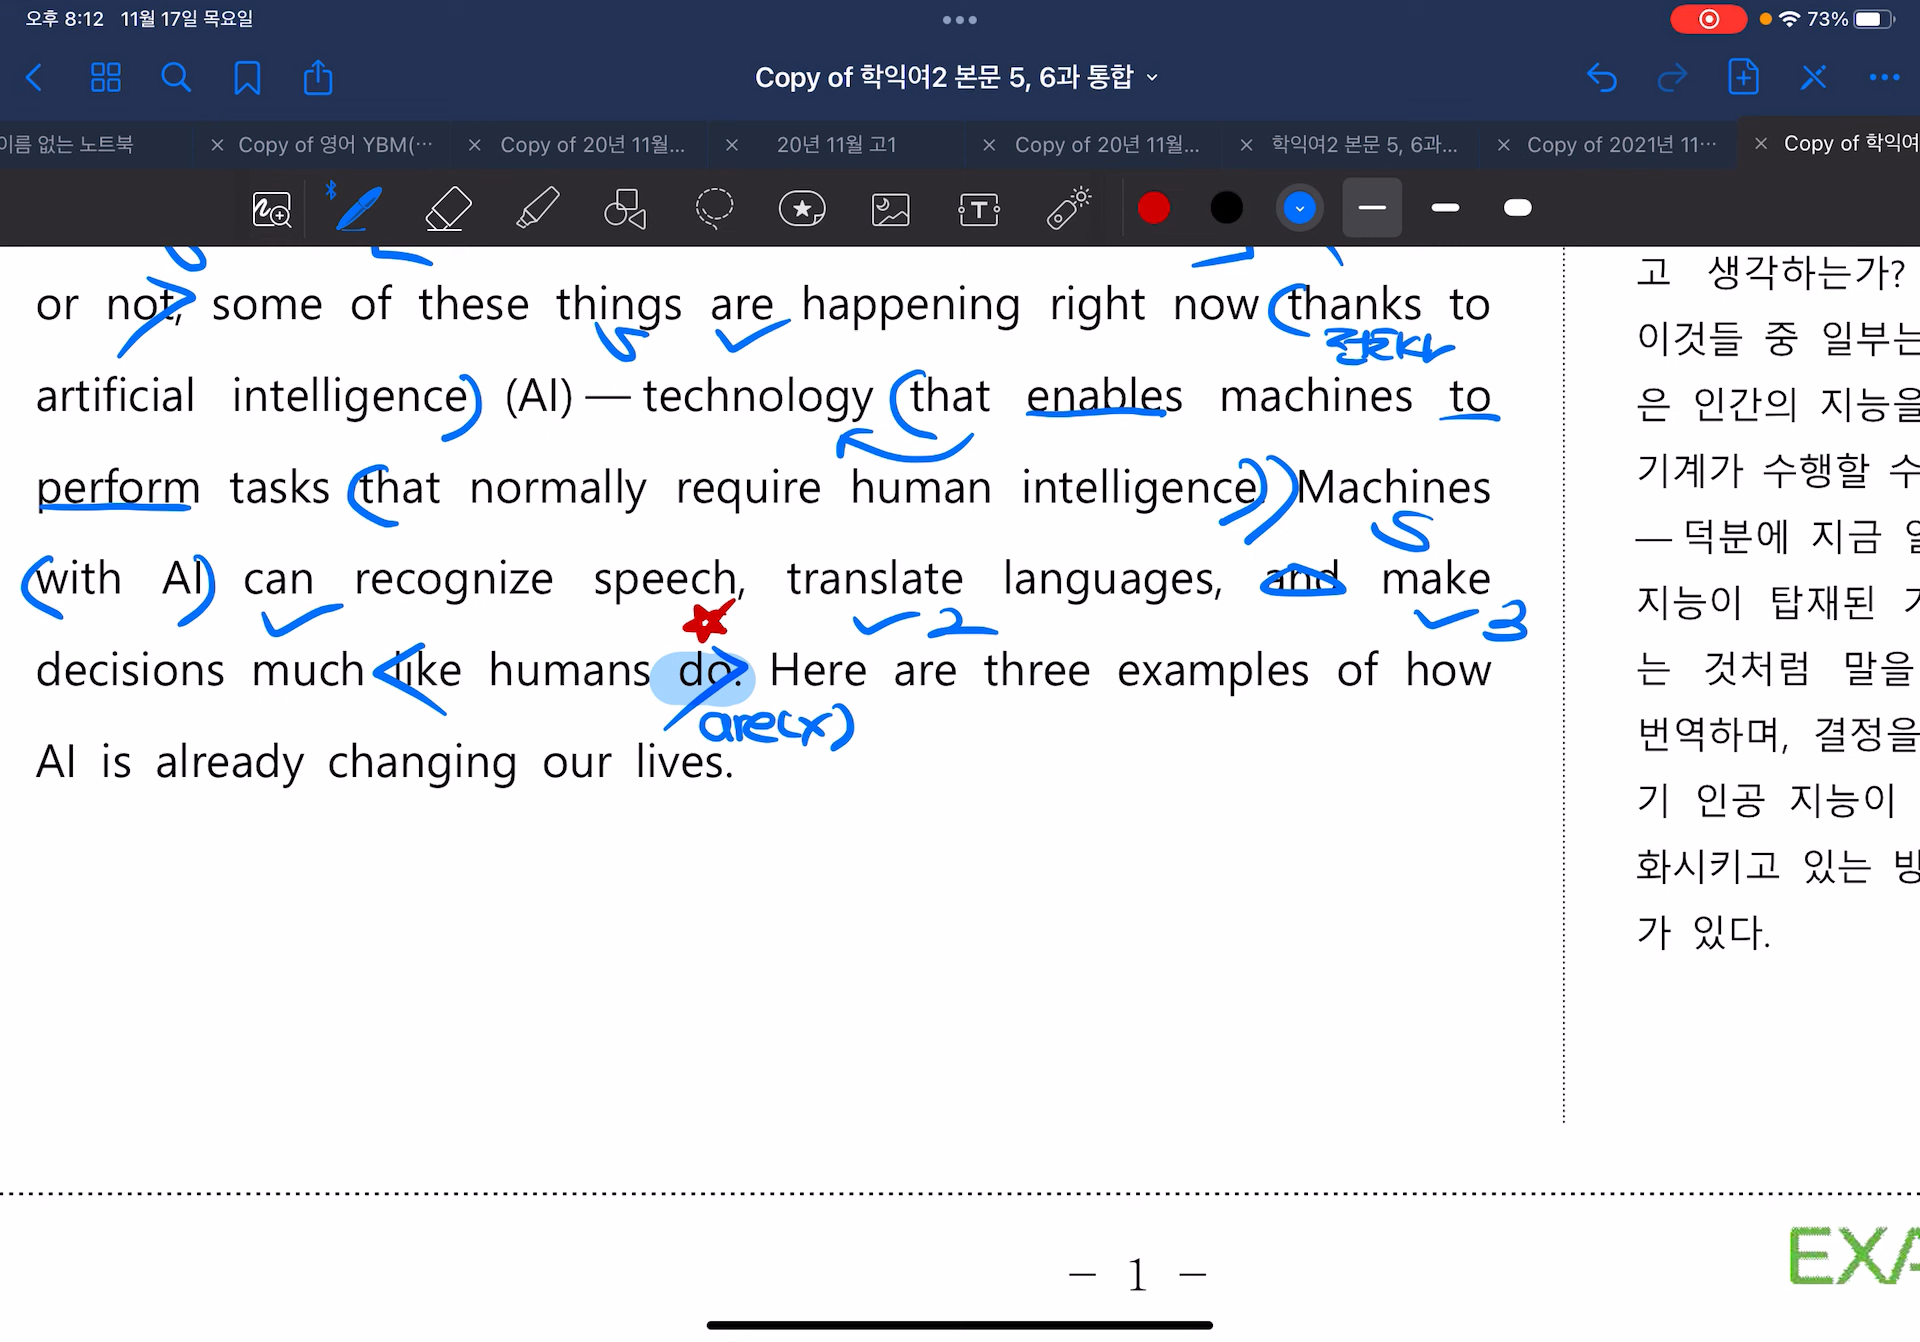 오후 8:12 11월 17일 목요일
73%
Copy of 학익여2 본문 5, 6과 통합
이름 없는 노트북
× Copy of 영어 YBM(…
× Copy of 20년 11월...
× 20년 11월 고1
× Copy of 20년 11월...
× 학익여2 본문 5, 6과...
× Copy of 2021년 11…
× Copy of 학익여
or not, some of these things are happening right now (thanks to
S
전치사
artificial intelligence) (AI) — technology (that enables machines to
perform tasks (that normally require human intelligence.)) Machines
S
(with AI) can recognize speech, translate languages, and make
2
3
decisions much <like humans do.> Here are three examples of how
are(x)
AI is already changing our lives.
고 생각하는가?
이것들 중 일부는
은 인간의 지능을
기계가 수행할 수
— 덕분에 지금
지능이 탑재된
는 것처럼 말을
번역하며, 결정을
기 인공 지능이
화시키고 있는
가 있다.
- 1 -
EXA